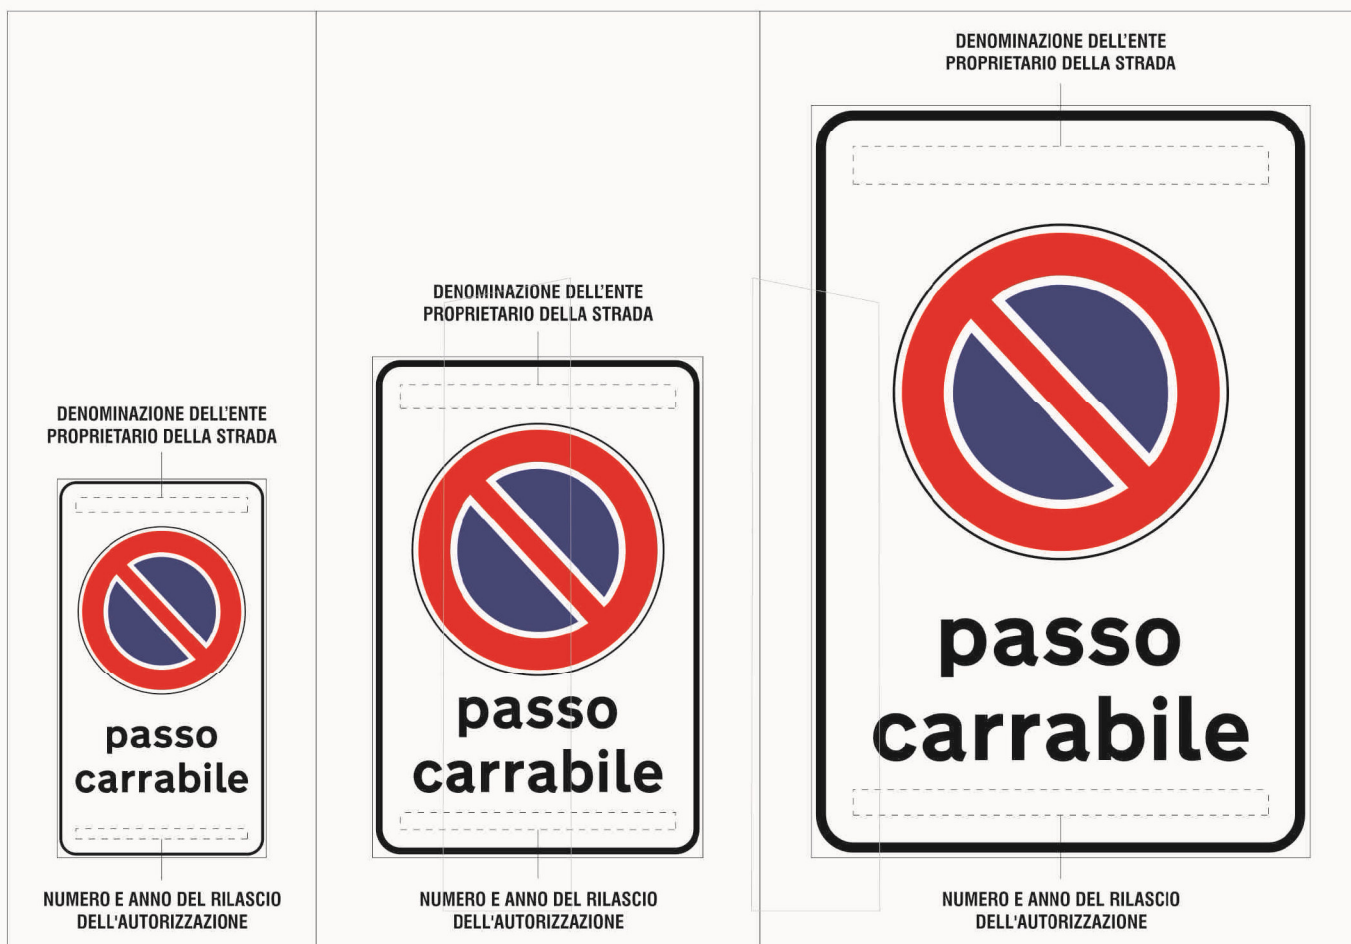 DENOMINAZIONE DELL'ENTE
PROPRIETARIO DELLA STRADA
passo
carrabile
NUMERO E ANNO DEL RILASCIO
DELL'AUTORIZZAZIONE
DENOMINAZIONE DELL'ENTE
PROPRIETARIO DELLA STRADA
passo
carrabile
NUMERO E ANNO DEL RILASCIO
DELL'AUTORIZZAZIONE
DENOMINAZIONE DELL'ENTE
PROPRIETARIO DELLA STRADA
passo
carrabile
NUMERO E ANNO DEL RILASCIO
DELL'AUTORIZZAZIONE